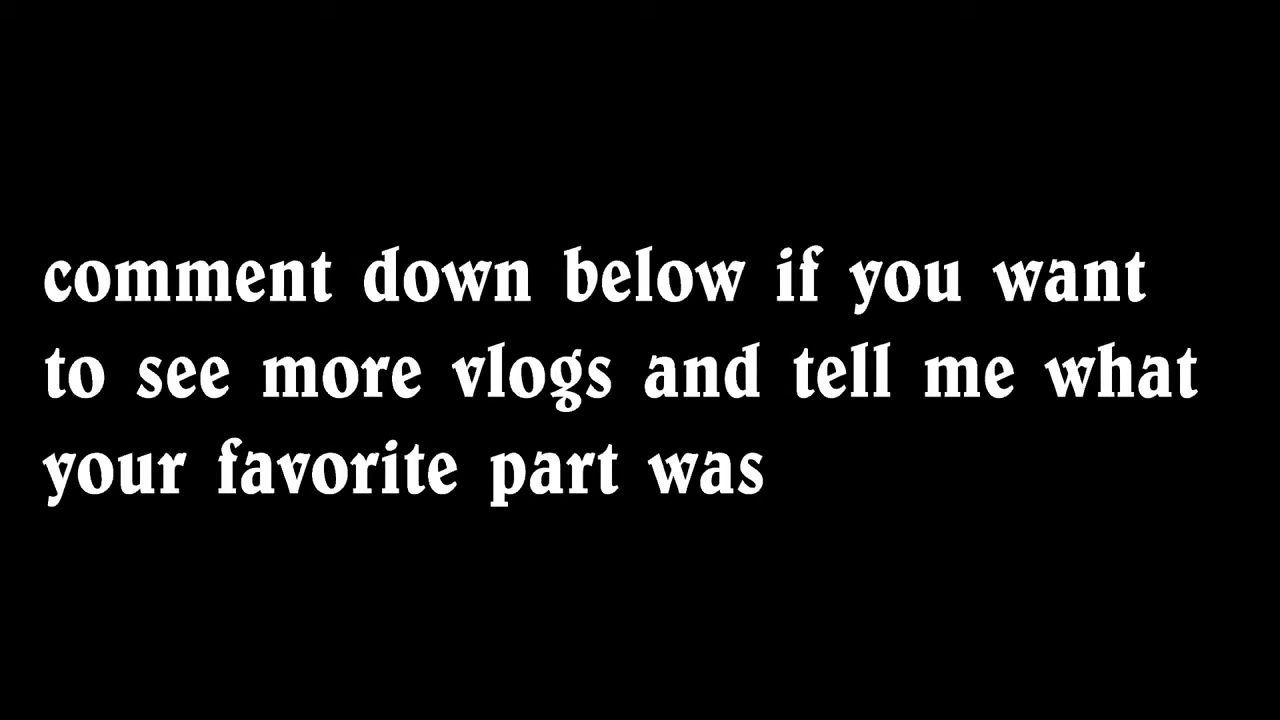 comment down below if you want
to see more vlogs and tell me what
your favorite part was